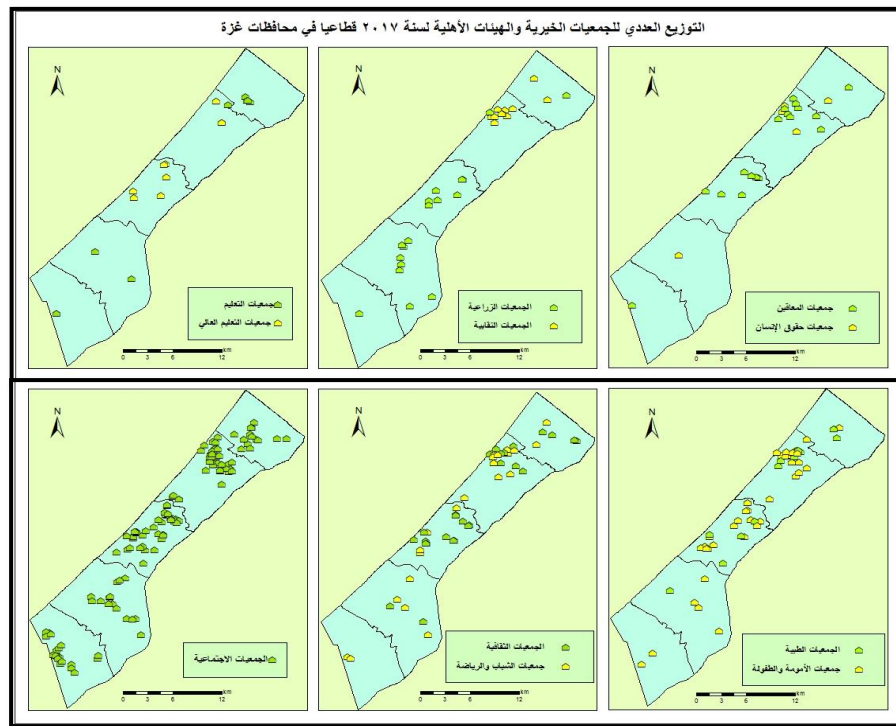 التوزيع العددي للجمعيات الخيرية والهيئات الأهلية لسنة ٢٠١٧ قطاعيا في محافظات غزة
N
جمعيات التعليم
جمعيات التعليم العالي
km
0 3 6 12
N
الجمعيات الزراعية
الجمعيات النقابية
km
0 3 6 12
N
جمعيات المعاقين
جمعيات حقوق الإنسان
km
0 3 6 12
N
الجمعيات الاجتماعية
km
0 3 6 12
N
الجمعيات الثقافية
جمعيات الشباب والرياضة
km
0 3 6 12
N
الجمعيات الطبية
جمعيات الأمومة والطفولة
km
0 3 6 12